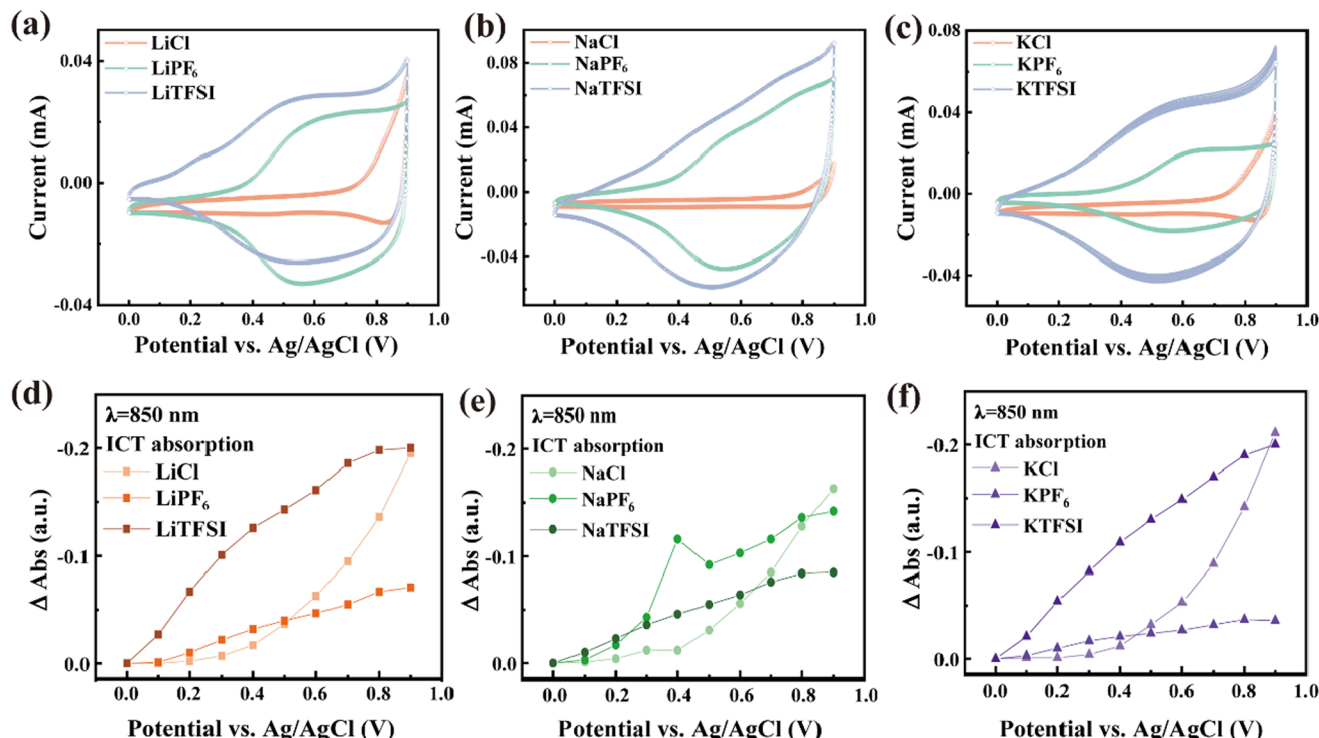 (a)
LiCl
LiPF₆
LiTFSI
0.04
0.00
-0.04
Current (mA)
0.0 0.2 0.4 0.6 0.8 1.0
Potential vs. Ag/AgCl (V)
(b)
NaCl
NaPF₆
NaTFSI
0.08
0.04
0.00
-0.04
Current (mA)
0.0 0.2 0.4 0.6 0.8 1.0
Potential vs. Ag/AgCl (V)
(c)
KCl
KPF₆
KTFSI
0.08
0.04
0.00
-0.04
Current (mA)
0.0 0.2 0.4 0.6 0.8 1.0
Potential vs. Ag/AgCl (V)
(d)
λ=850 nm
ICT absorption
LiCl
LiPF₆
LiTFSI
-0.2
-0.1
0.0
Δ Abs (a.u.)
0.0 0.2 0.4 0.6 0.8 1.0
Potential vs. Ag/AgCl (V)
(e)
λ=850 nm
ICT absorption
NaCl
NaPF₆
NaTFSI
-0.2
-0.1
0.0
Δ Abs (a.u.)
0.0 0.2 0.4 0.6 0.8 1.0
Potential vs. Ag/AgCl (V)
(f)
λ=850 nm
ICT absorption
KCl
KPF₆
KTFSI
-0.2
-0.1
0.0
Δ Abs (a.u.)
0.0 0.2 0.4 0.6 0.8 1.0
Potential vs. Ag/AgCl (V)